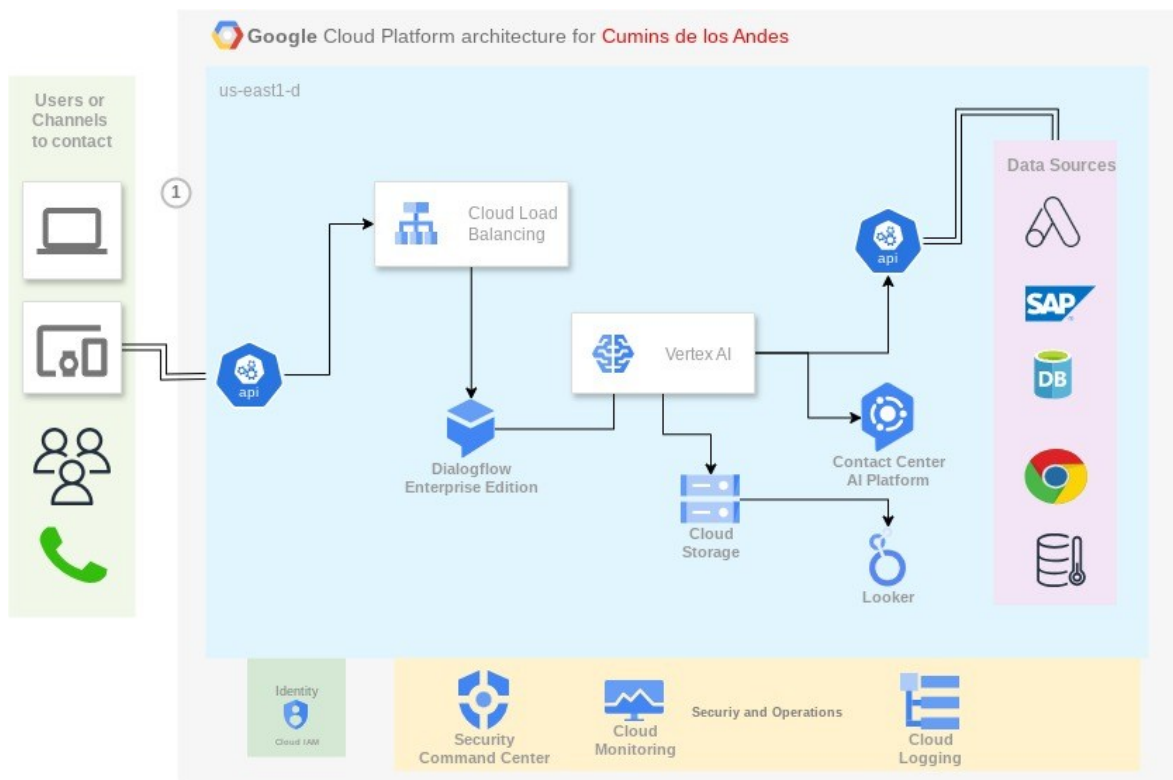 Google Cloud Platform architecture for Cumins de los Andes
us-east1-d
Users or
Channels
to contact
1
Cloud Load
Balancing
api
Dialogflow
Enterprise Edition
Vertex AI
api
Contact Center
AI Platform
Cloud
Storage
Looker
Data Sources
SAP
DB
Identity
Cloud IAM
Security
Command Center
Cloud
Monitoring
Securiy and Operations
Cloud
Logging